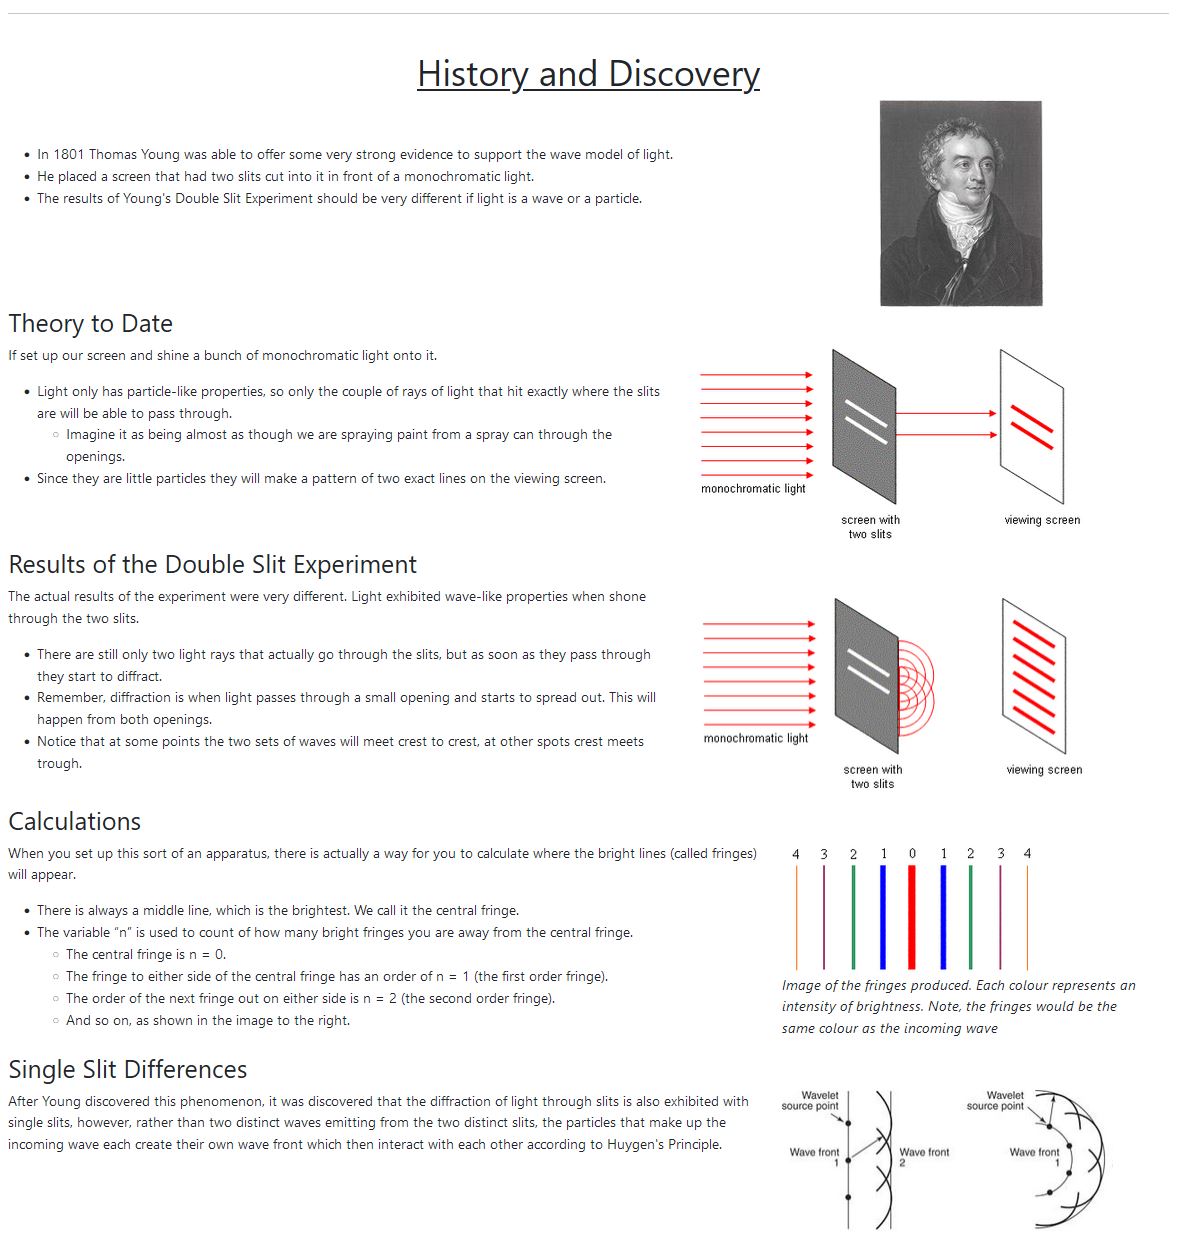 History and Discovery
• In 1801 Thomas Young was able to offer some very strong evidence to support the wave model of light.
• He placed a screen that had two slits cut into it in front of a monochromatic light.
• The results of Young's Double Slit Experiment should be very different if light is a wave or a particle.
Theory to Date
If set up our screen and shine a bunch of monochromatic light onto it.
• Light only has particle-like properties, so only the couple of rays of light that hit exactly where the slits
are will be able to pass through.
◦ Imagine it as being almost as though we are spraying paint from a spray can through the
openings.
• Since they are little particles they will make a pattern of two exact lines on the viewing screen.
monochromatic light
screen with
two slits
viewing screen
Results of the Double Slit Experiment
The actual results of the experiment were very different. Light exhibited wave-like properties when shone
through the two slits.
• There are still only two light rays that actually go through the slits, but as soon as they pass through
they start to diffract.
• Remember, diffraction is when light passes through a small opening and starts to spread out. This will
happen from both openings.
• Notice that at some points the two sets of waves will meet crest to crest, at other spots crest meets
trough.
monochromatic light
screen with
two slits
viewing screen
Calculations
When you set up this sort of an apparatus, there is actually a way for you to calculate where the bright lines (called fringes)
will appear.
• There is always a middle line, which is the brightest. We call it the central fringe.
• The variable “n” is used to count of how many bright fringes you are away from the central fringe.
◦ The central fringe is n = 0.
◦ The fringe to either side of the central fringe has an order of n = 1 (the first order fringe).
◦ The order of the next fringe out on either side is n = 2 (the second order fringe).
◦ And so on, as shown in the image to the right.
4 3 2 1 0 1 2 3 4
Image of the fringes produced. Each colour represents an
intensity of brightness. Note, the fringes would be the
same colour as the incoming wave
Single Slit Differences
After Young discovered this phenomenon, it was discovered that the diffraction of light through slits is also exhibited with
single slits, however, rather than two distinct waves emitting from the two distinct slits, the particles that make up the
incoming wave each create their own wave front which then interact with each other according to Huygen's Principle.
Wavelet
source point
Wave front
1
Wave front
2
Wavelet
source point
Wave front
1